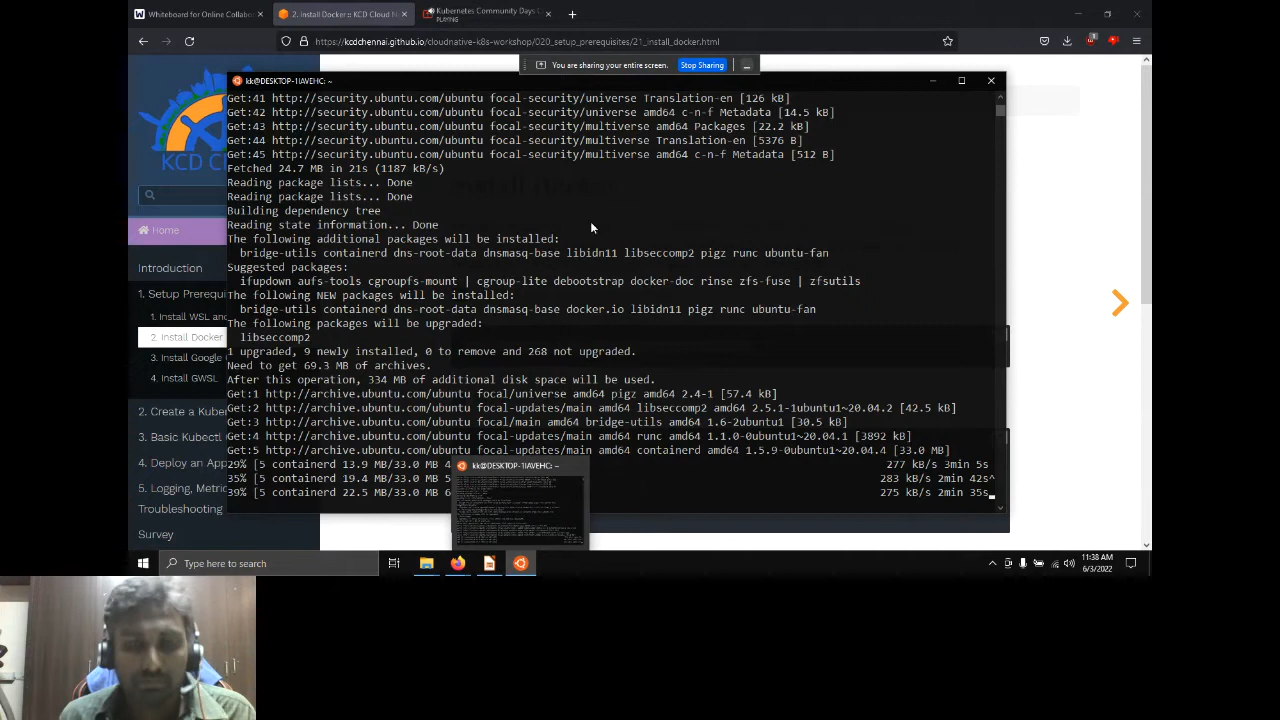 Whiteboard for Online Collabo
2. Install Docker :: KCD Cloud N
Kubernetes Community Days C
PLAYING
https://kcdchennai.github.io/cloudnative-k8s-workshop/020_setup_prerequisites/21_install_docker.html
You are sharing your entire screen.
Stop Sharing
kk@DESKTOP-1IAVEHC: ~
Get:41 http://security.ubuntu.com/ubuntu focal-security/universe Translation-en [126 kB]
Get:42 http://security.ubuntu.com/ubuntu focal-security/universe amd64 c-n-f Metadata [14.5 kB]
Get:43 http://security.ubuntu.com/ubuntu focal-security/multiverse amd64 Packages [22.2 kB]
Get:44 http://security.ubuntu.com/ubuntu focal-security/multiverse Translation-en [5376 B]
Get:45 http://security.ubuntu.com/ubuntu focal-security/multiverse amd64 c-n-f Metadata [512 B]
Fetched 24.7 MB in 21s (1187 kB/s)
Reading package lists... Done
Reading package lists... Done
Building dependency tree
Reading state information... Done
The following additional packages will be installed:
bridge-utils containerd dns-root-data dnsmasq-base libidn11 libseccomp2 pigz runc ubuntu-fan
Suggested packages:
ifupdown aufs-tools cgroupfs-mount | cgroup-lite debootstrap docker-doc rinse zfs-fuse | zfsutils
The following NEW packages will be installed:
bridge-utils containerd dns-root-data dnsmasq-base docker.io libidn11 pigz runc ubuntu-fan
The following packages will be upgraded:
libseccomp2
1 upgraded, 9 newly installed, 0 to remove and 268 not upgraded.
Need to get 69.3 MB of archives.
After this operation, 334 MB of additional disk space will be used.
Get:1 http://archive.ubuntu.com/ubuntu focal/universe amd64 pigz amd64 2.4-1 [57.4 kB]
Get:2 http://archive.ubuntu.com/ubuntu focal-updates/main amd64 libseccomp2 amd64 2.5.1-1ubuntu1~20.04.2 [42.5 kB]
Get:3 http://archive.ubuntu.com/ubuntu focal/main amd64 bridge-utils amd64 1.6-2ubuntu1 [30.5 kB]
Get:4 http://archive.ubuntu.com/ubuntu focal-updates/main amd64 runc amd64 1.1.0-0ubuntu1~20.04.1 [3892 kB]
Get:5 http://archive.ubuntu.com/ubuntu focal-updates/main amd64 containerd amd64 1.5.9-0ubuntu1~20.04.4 [33.0 MB]
29% [5 containerd 13.9 MB/33.0 MB 4 277 kB/s 3min 5s
35% [5 containerd 19.4 MB/33.0 MB 5 283 kB/s 2min 42s^
39% [5 containerd 22.5 MB/33.0 MB 6 275 kB/s 2min 35s
kk@DESKTOP-1IAVEHC: ~
KCD C
Home
Introduction
1. Setup Prerequi
1. Install WSL and
2. Install Docker
3. Install Google
4. Install GWSL
2. Create a Kuber
3. Basic Kubectl
4. Deploy an App
5. Logging, Metric
Troubleshooting
Survey
Type here to search
11:38 AM
6/3/2022